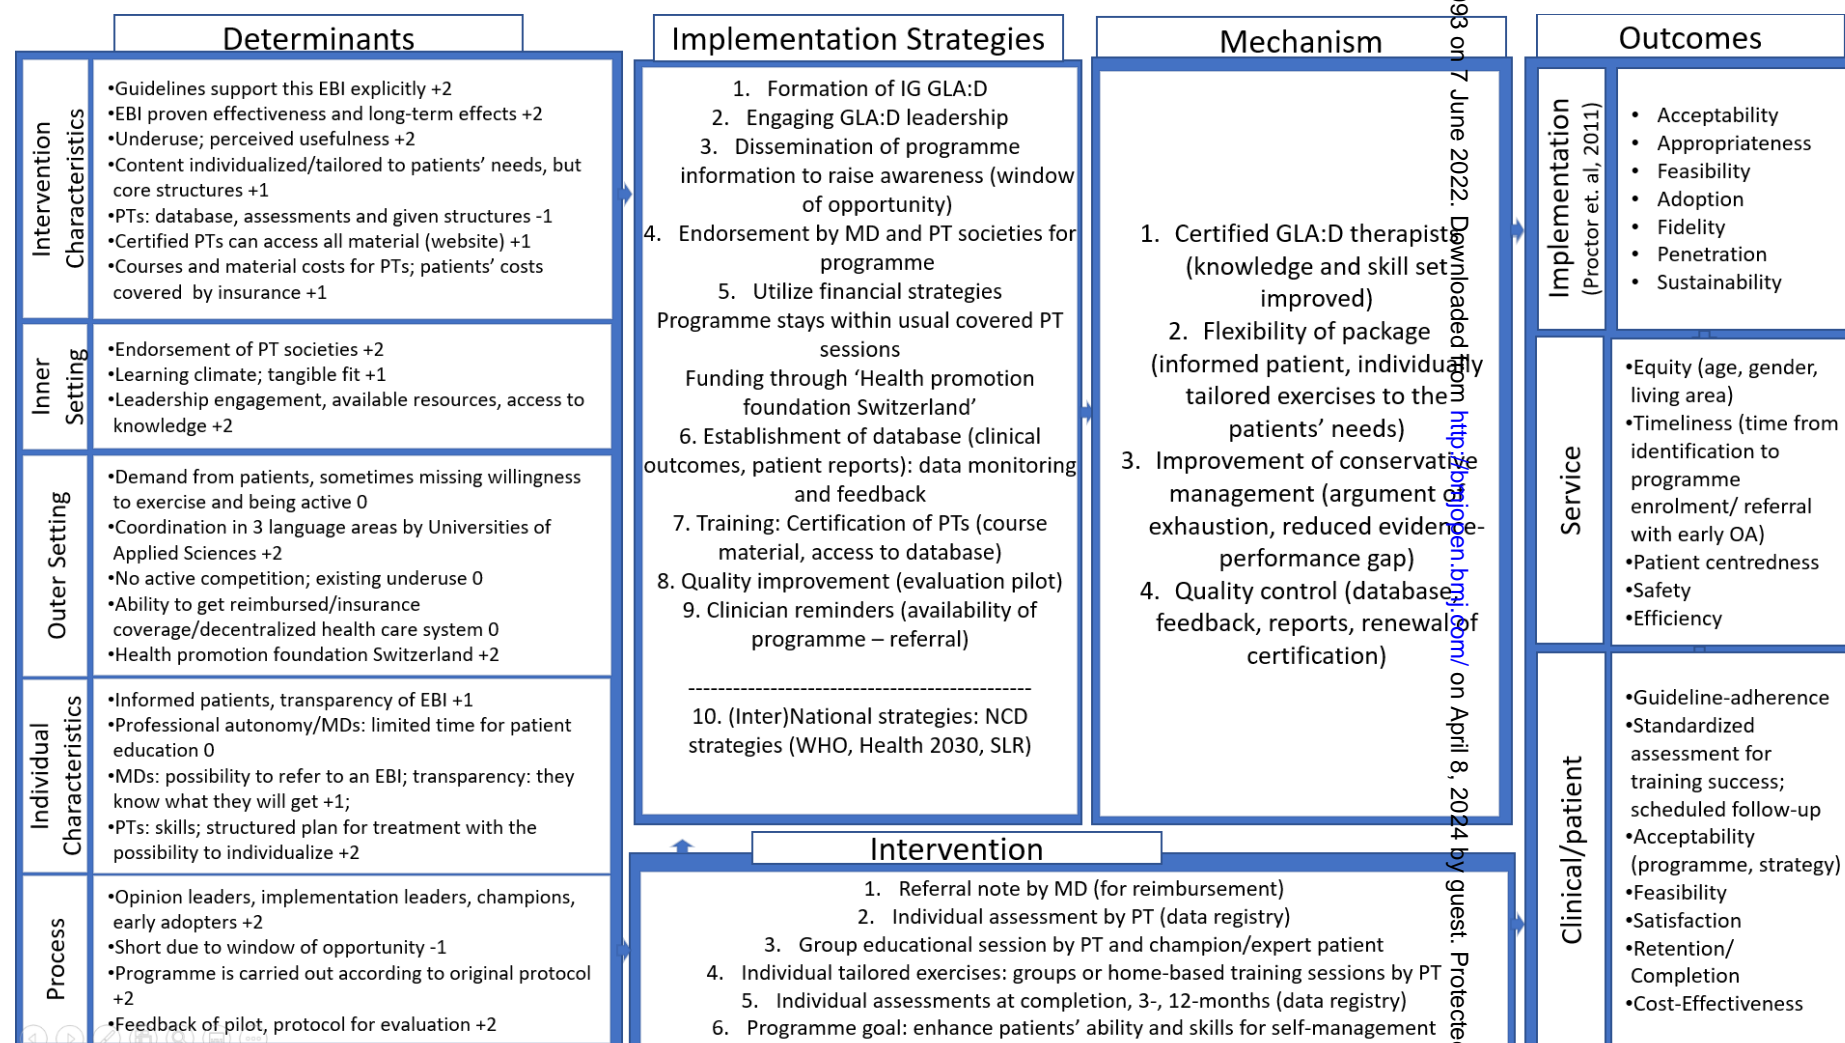 Determinants
Intervention
Characteristics
•Guidelines support this EBI explicitly +2
•EBI proven effectiveness and long-term effects +2
•Underuse; perceived usefulness +2
•Content individualized/tailored to patients’ needs, but
core structures +1
•PTs: database, assessments and given structures -1
•Certified PTs can access all material (website) +1
•Courses and material costs for PTs; patients’ costs
covered by insurance +1
Inner
Setting
•Endorsement of PT societies +2
•Learning climate; tangible fit +1
•Leadership engagement, available resources, access to
knowledge +2
Outer Setting
•Demand from patients, sometimes missing willingness
to exercise and being active 0
•Coordination in 3 language areas by Universities of
Applied Sciences +2
•No active competition; existing underuse 0
•Ability to get reimbursed/insurance
coverage/decentralized health care system 0
•Health promotion foundation Switzerland +2
Individual
Characteristics
•Informed patients, transparency of EBI +1
•Professional autonomy/MDs: limited time for patient
education 0
•MDs: possibility to refer to an EBI; transparency: they
know what they will get +1;
•PTs: skills; structured plan for treatment with the
possibility to individualize +2
Process
•Opinion leaders, implementation leaders, champions,
early adopters +2
•Short due to window of opportunity -1
•Programme is carried out according to original protocol
+2
•Feedback of pilot, protocol for evaluation +2
Implementation Strategies
1. Formation of IG GLA:D
2. Engaging GLA:D leadership
3. Dissemination of programme
information to raise awareness (window
of opportunity)
4. Endorsement by MD and PT societies for
programme
5. Utilize financial strategies
Programme stays within usual covered PT
sessions
Funding through ‘Health promotion
foundation Switzerland’
6. Establishment of database (clinical
outcomes, patient reports): data monitoring
and feedback
7. Training: Certification of PTs (course
material, access to database)
8. Quality improvement (evaluation pilot)
9. Clinician reminders (availability of
programme – referral)
----------------------------------------------
10. (Inter)National strategies: NCD
strategies (WHO, Health 2030, SLR)
Mechanism
1. Certified GLA:D therapists
(knowledge and skill set
improved)
2. Flexibility of package
(informed patient, individually
tailored exercises to the
patients’ needs)
3. Improvement of conservative
management (argument of
exhaustion, reduced evidence-
performance gap)
4. Quality control (database,
feedback, reports, renewal of
certification)
Intervention
1. Referral note by MD (for reimbursement)
2. Individual assessment by PT (data registry)
3. Group educational session by PT and champion/expert patient
4. Individual tailored exercises: groups or home-based training sessions by PT
5. Individual assessments at completion, 3-, 12-months (data registry)
6. Programme goal: enhance patients’ ability and skills for self-management
Outcomes
Implementation
(Proctor et. al, 2011)
• Acceptability
• Appropriateness
• Feasibility
• Adoption
• Fidelity
• Penetration
• Sustainability
Service
•Equity (age, gender,
living area)
•Timeliness (time from
identification to
programme
enrolment/ referral
with early OA)
•Patient centredness
•Safety
•Efficiency
Clinical/patient
•Guideline-adherence
•Standardized
assessment for
training success;
scheduled follow-up
•Acceptability
(programme, strategy)
•Feasibility
•Satisfaction
•Retention/
Completion
•Cost-Effectiveness
93 on 7 June 2022. Downloaded from http://bmjopen.bmj.com/ on April 8, 2024 by guest. Protecte